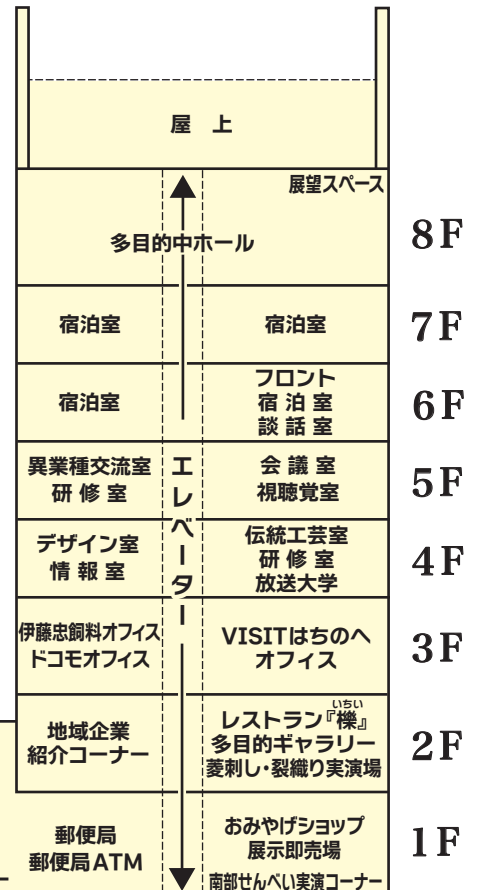 屋 上
展望スペース
多目的中ホール
8F
宿泊室
宿泊室
7F
宿泊室
フロント
宿泊室
談話室
6F
異業種交流室
研修室
エレベーター
会議室
視聴覚室
5F
デザイン室
情報室
伝統工芸室
研修室
放送大学
4F
伊藤忠飼料オフィス
ドコモオフィス
VISITはちのへ
オフィス
3F
地域企業
紹介コーナー
いちい
レストラン『櫟』
多目的ギャラリー
菱刺し・裂織り実演場
2F
郵便局
郵便局ATM
おみやげショップ
展示即売場
南部せんべい実演コーナー
1F